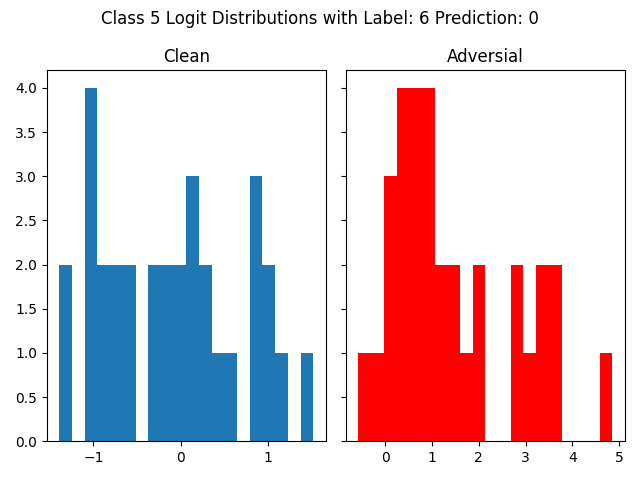 Class 5 Logit Distributions with Label: 6 Prediction: 0
Clean
Adversial
4.0
3.5
3.0
2.5
2.0
1.5
1.0
0.5
0.0
−1 0 1
0 1 2 3 4 5